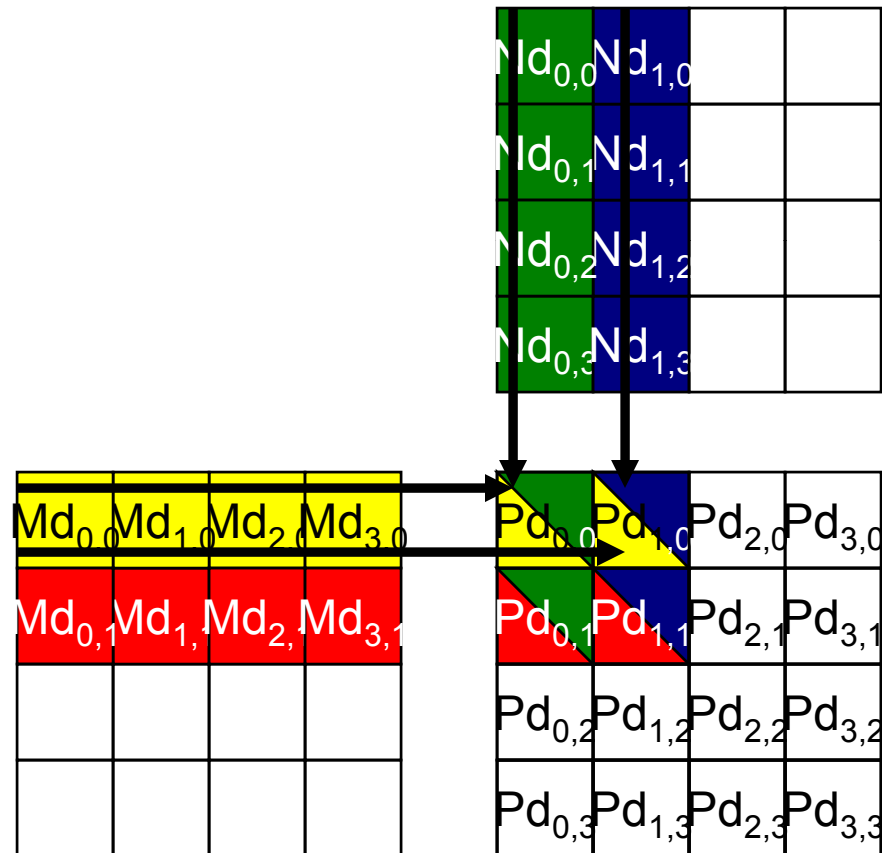 Nd0,0 Nd1,0
Nd0,1 Nd1,1
Nd0,2 Nd1,2
Nd0,3 Nd1,3
Md0,0 Md1,0 Md2,0 Md3,0 Pd0,0 Pd1,0 Pd2,0 Pd3,0
Md0,1 Md1,1 Md2,1 Md3,1 Pd0,1 Pd1,1 Pd2,1 Pd3,1
Pd0,2 Pd1,2 Pd2,2 Pd3,2
Pd0,3 Pd1,3 Pd2,3 Pd3,3